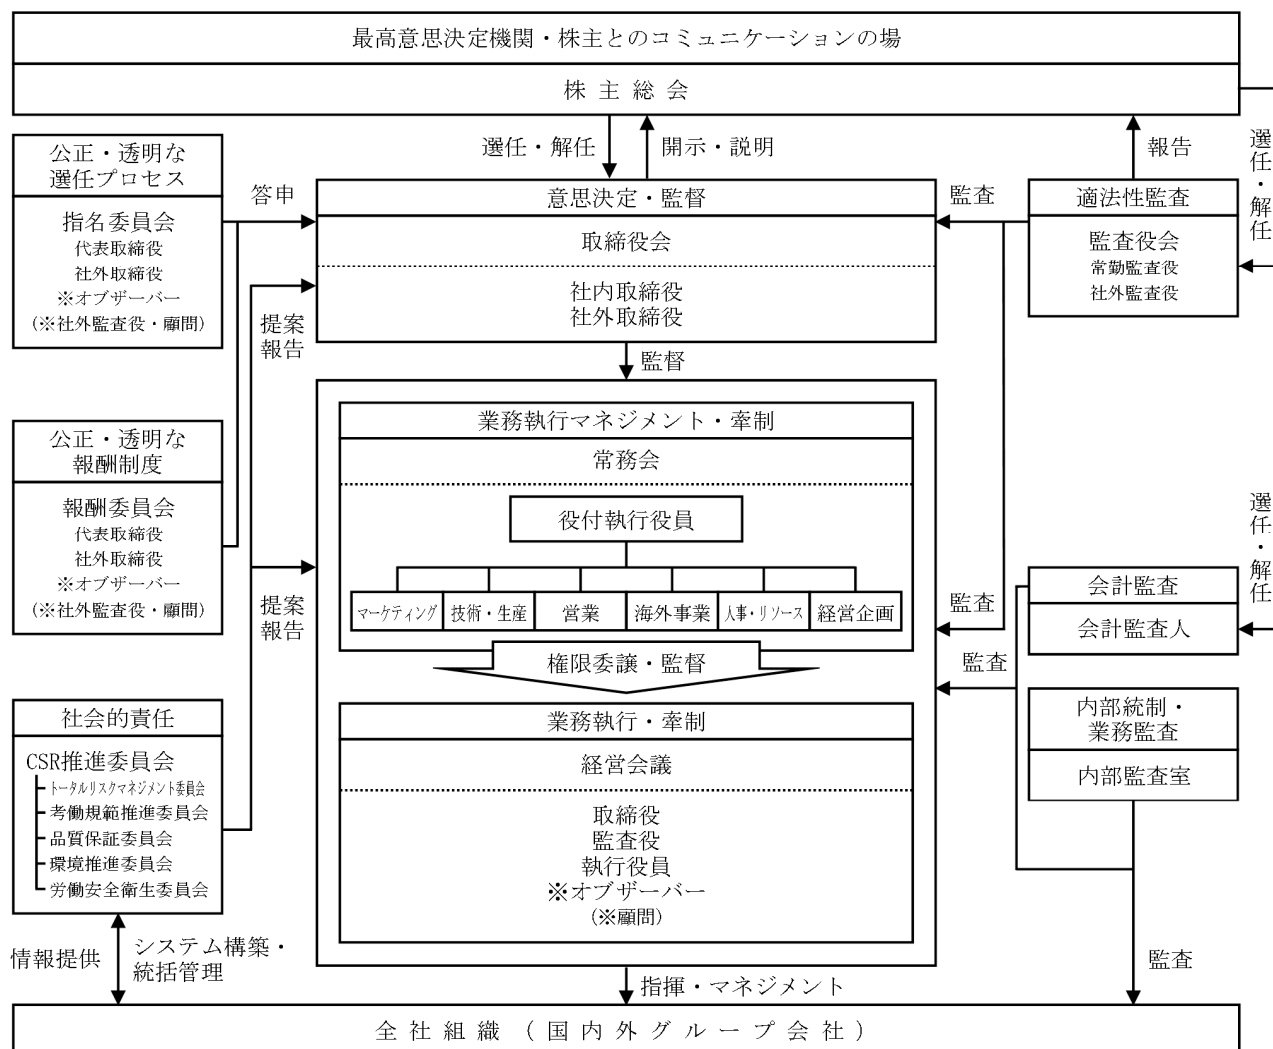 最高意思決定機関・株主とのコミュニケーションの場
株主総会
選任・解任
開示・説明
報告
選任・解任
公正・透明な
選任プロセス
指名委員会
代表取締役
社外取締役
※オブザーバー
(※社外監査役・顧問)
答申
意思決定・監督
取締役会
社内取締役
社外取締役
監査
適法性監査
監査役会
常勤監査役
社外監査役
提案
報告
監督
公正・透明な
報酬制度
報酬委員会
代表取締役
社外取締役
※オブザーバー
(※社外監査役・顧問)
業務執行マネジメント・牽制
常務会
役付執行役員
マーケティング
技術・生産
営業
海外事業
人事・リソース
経営企画
提案
報告
監査
監査
選任・解任
会計監査
会計監査人
権限委譲・監督
社会的責任
CSR推進委員会
トータルリスクマネジメント委員会
考働規範推進委員会
品質保証委員会
環境推進委員会
労働安全衛生委員会
業務執行・牽制
経営会議
取締役
監査役
執行役員
※オブザーバー
(※顧問)
内部統制・
業務監査
内部監査室
情報提供
システム構築・
統括管理
指揮・マネジメント
監査
全社組織(国内外グループ会社)